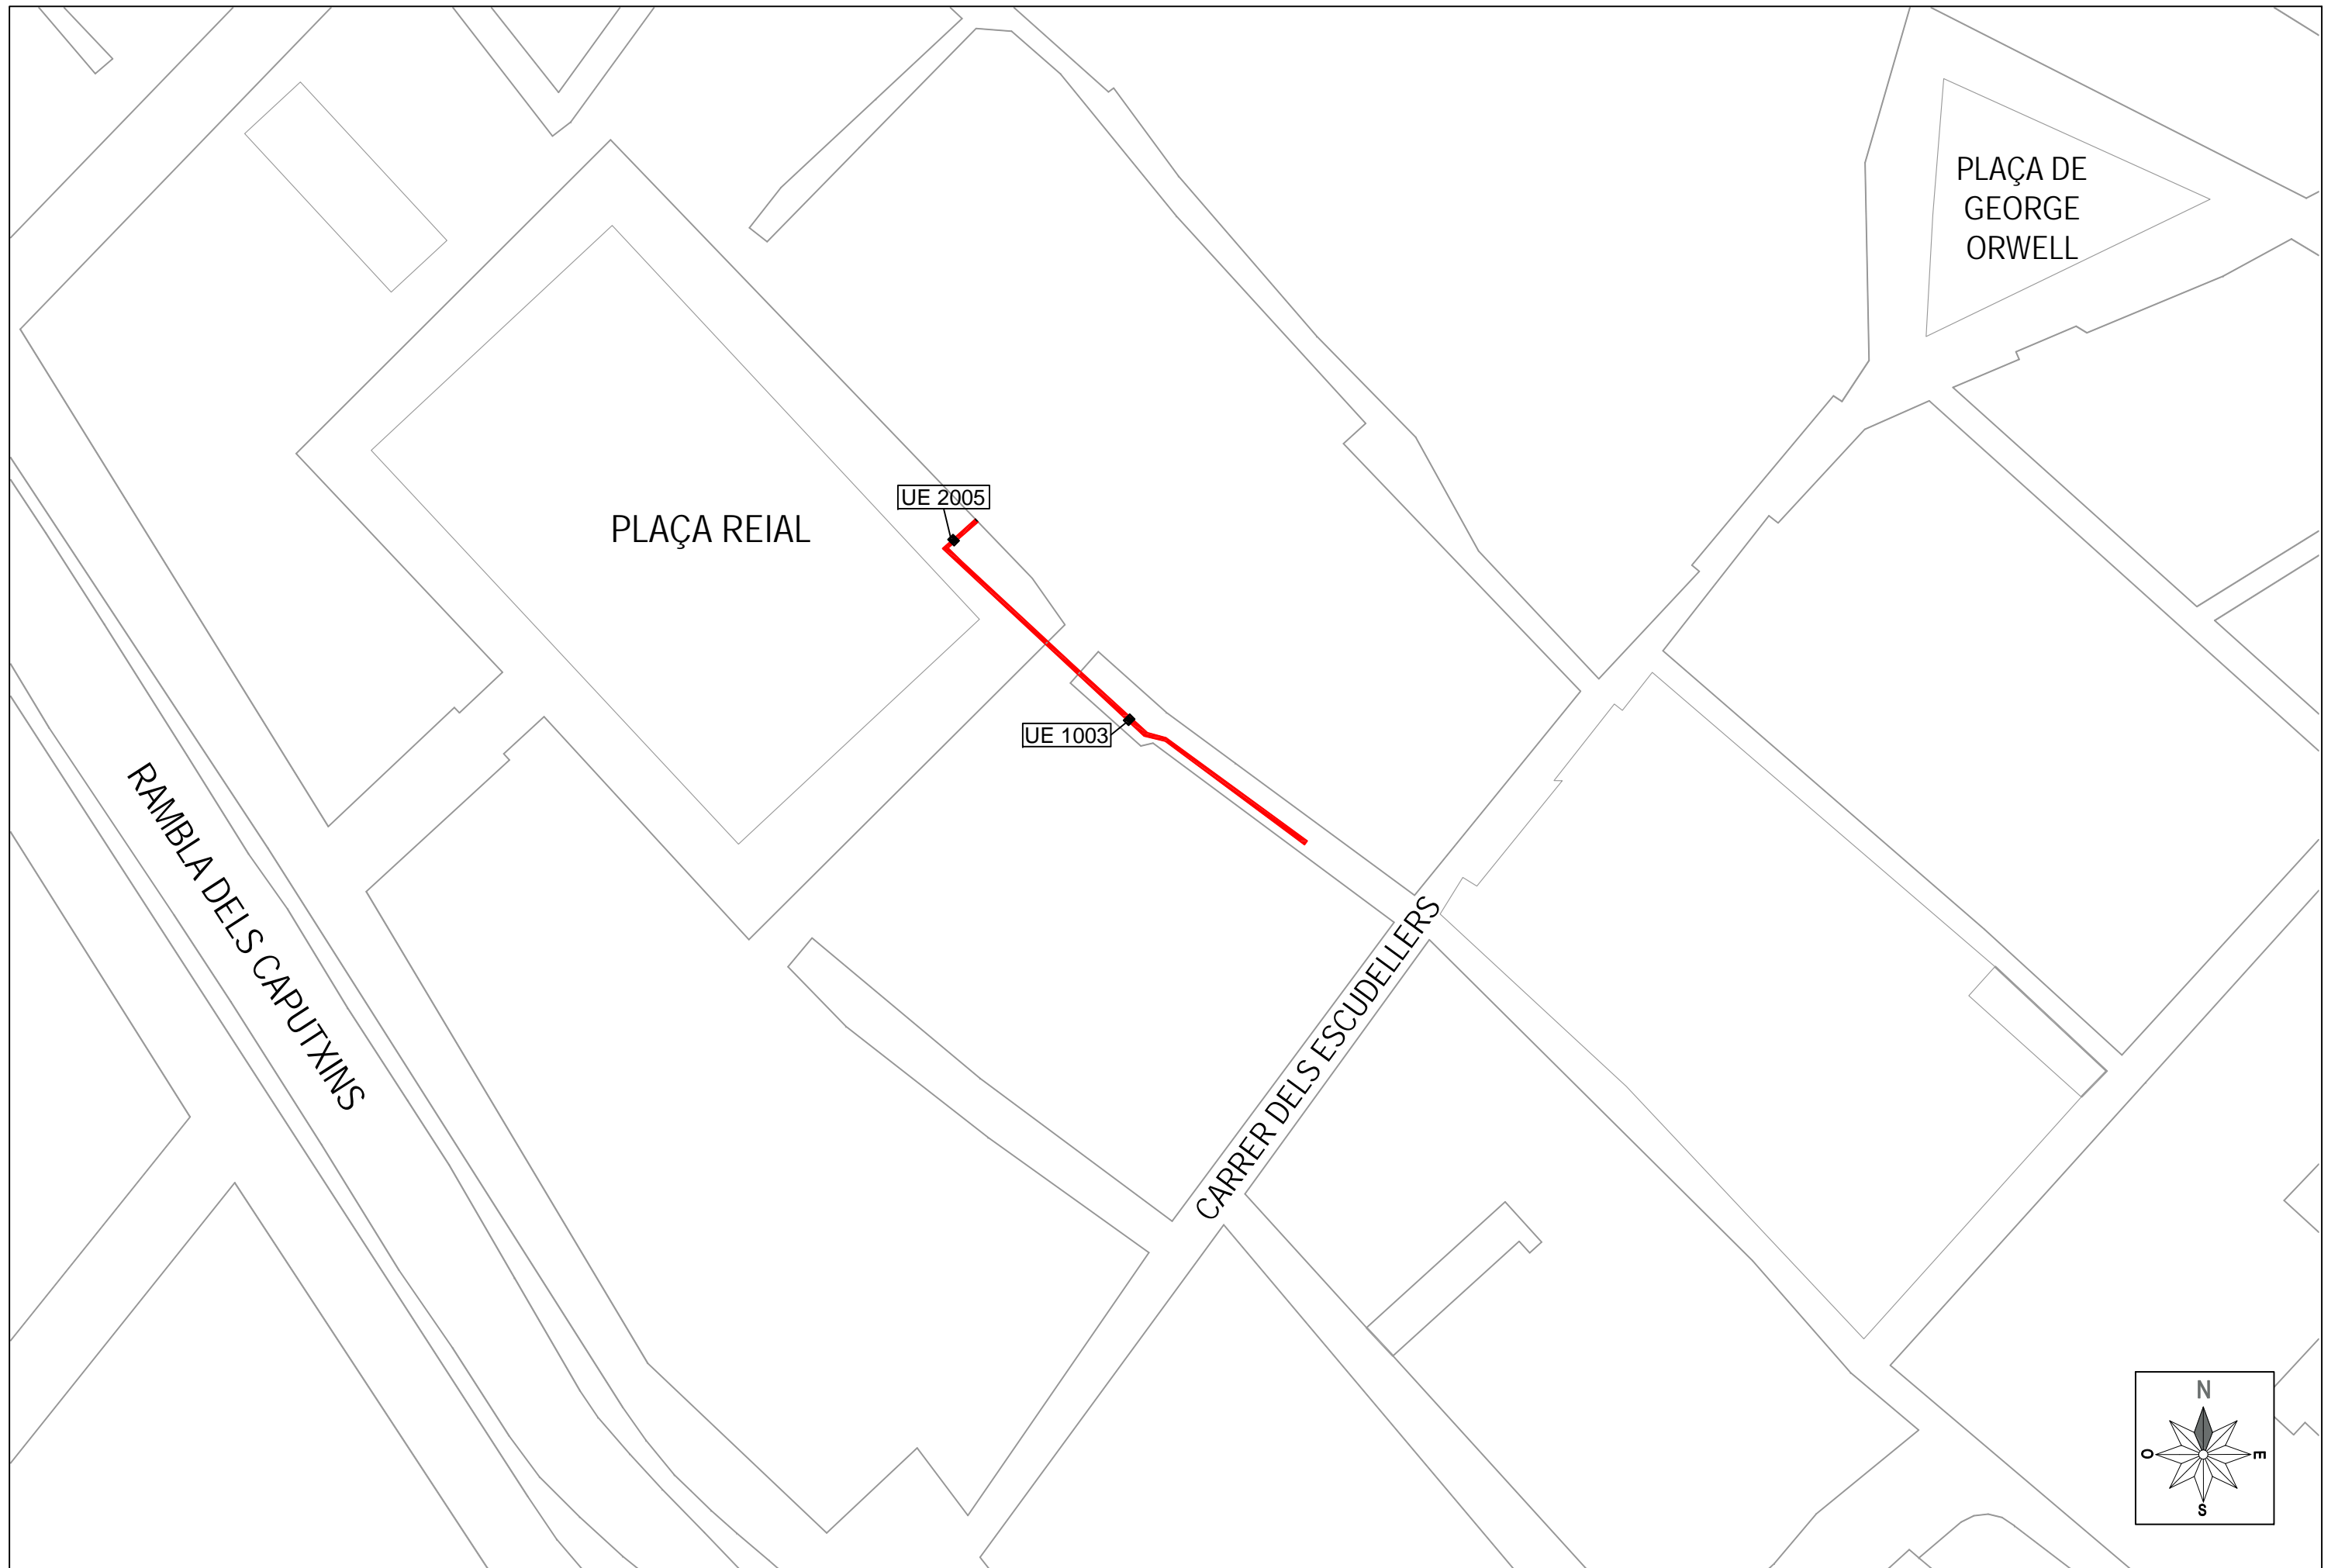 PLAÇA DE
GEORGE
ORWELL
UE 2005
PLAÇA REIAL
UE 1003
RAMBLA DELS CAPUTXINS
CARRER DELS ESCUDELLERS
N
O
E
S